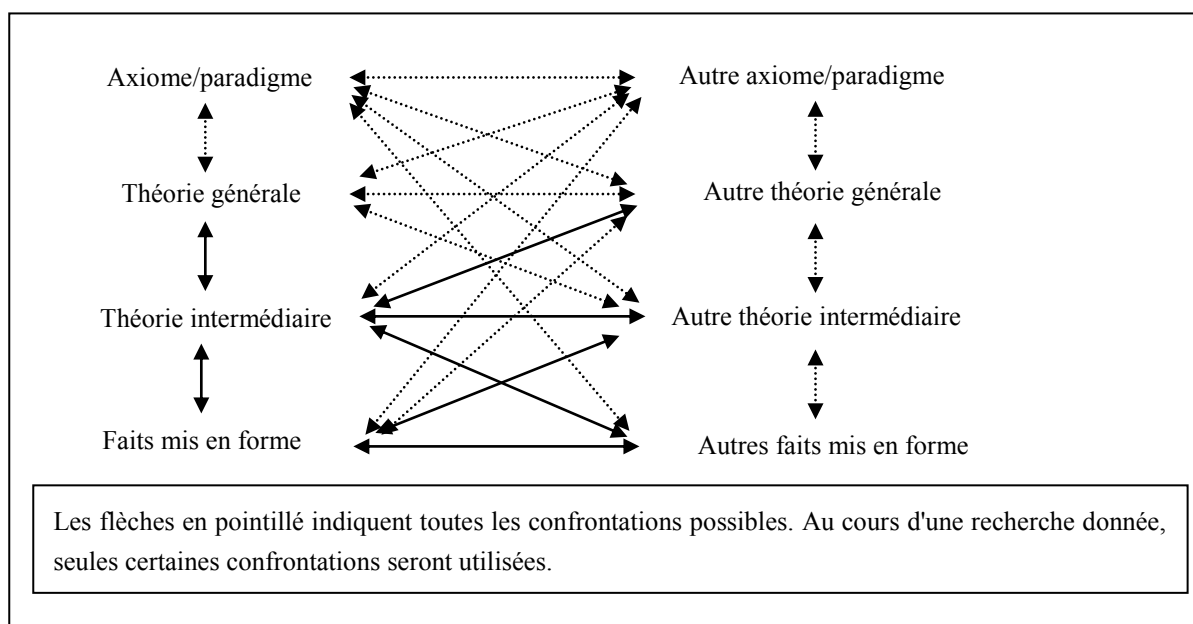 Axiome/paradigme
Autre axiome/paradigme
Théorie générale
Autre théorie générale
Théorie intermédiaire
Autre théorie intermédiaire
Faits mis en forme
Autres faits mis en forme
Les flèches en pointillé indiquent toutes les confrontations possibles. Au cours d'une recherche donnée,
seules certaines confrontations seront utilisées.